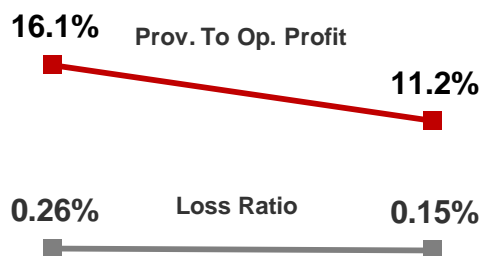 16.1%
Prov. To Op. Profit
11.2%
0.26%
Loss Ratio
0.15%